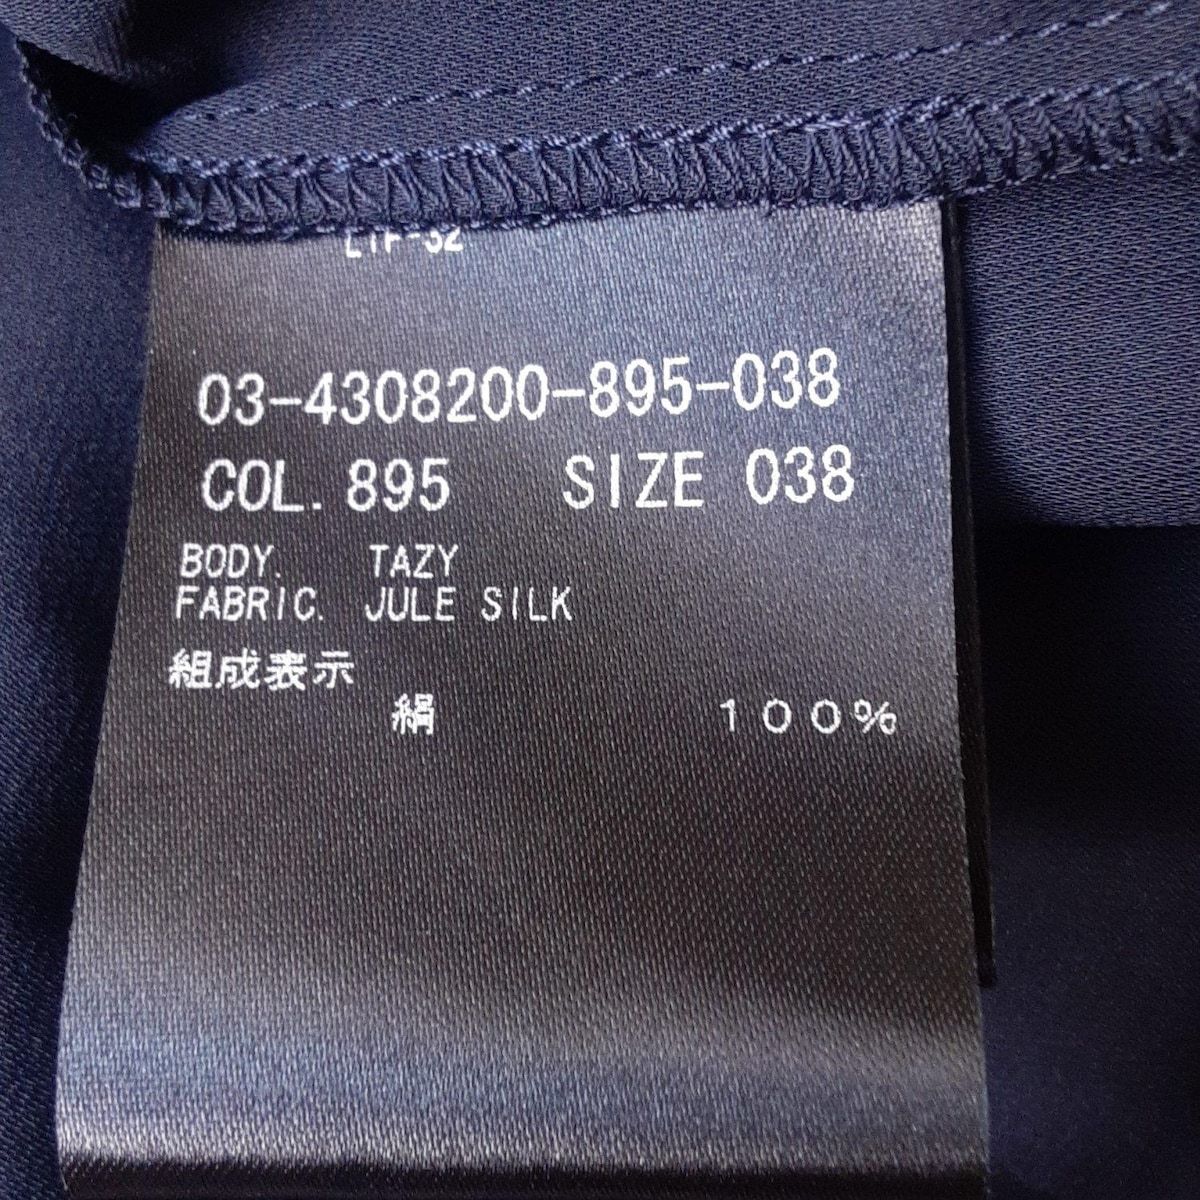 03-4308200-895-038
COL. 895 SIZE 038
BODY. TAZY
FABRIC. JULE SILK
組成表示
絹 100%